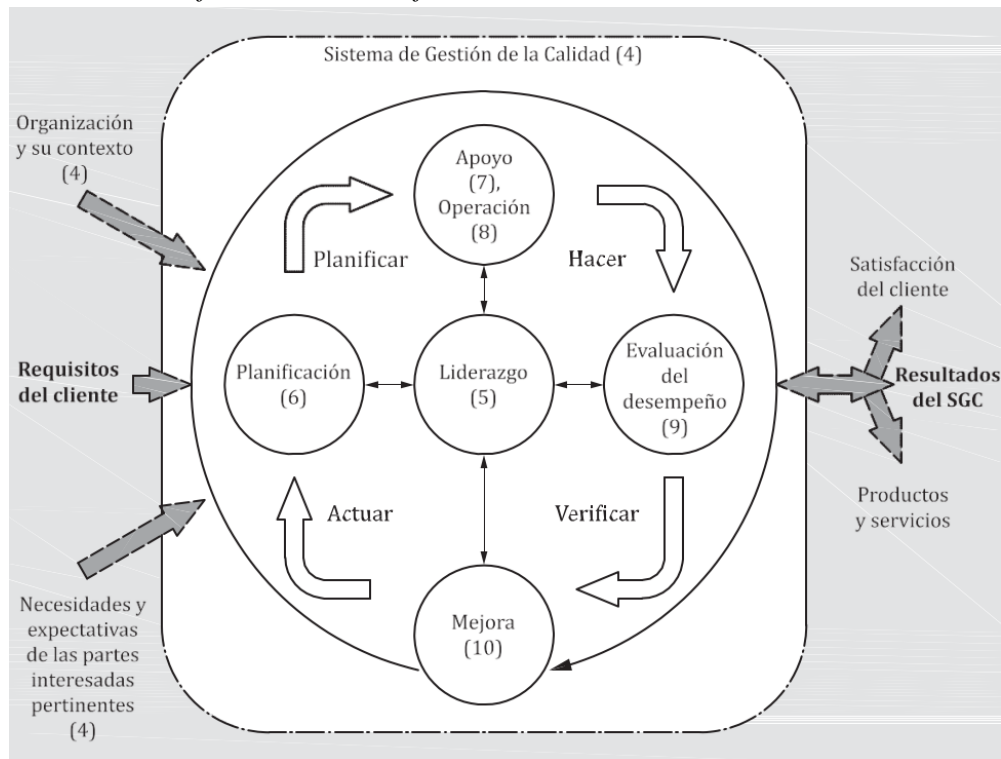 Sistema de Gestión de la Calidad (4)
Organización
y su contexto
(4)
Apoyo
(7),
Operación
(8)
Planificar
Hacer
Satisfacción
del cliente
Requisitos
del cliente
Planificación
(6)
Liderazgo
(5)
Evaluación
del
desempeño
(9)
Resultados
del SGC
Actuar
Verificar
Productos
y servicios
Necesidades y
expectativas
de las partes
interesadas
pertinentes
(4)
Mejora
(10)